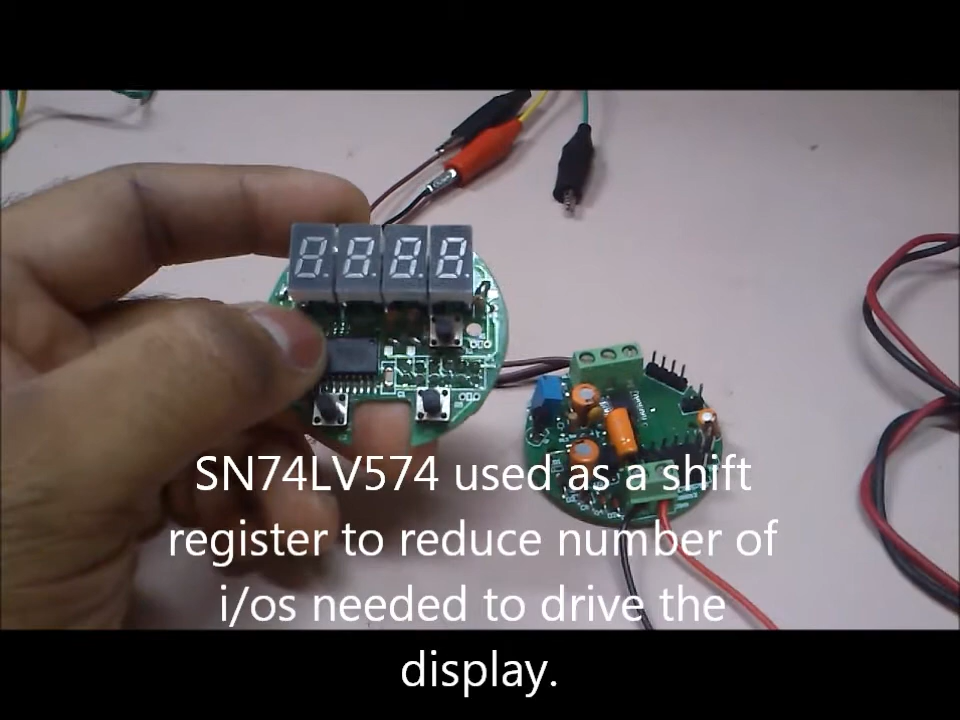 SN74LV574 used as a shift
register to reduce number of
i/os needed to drive the
display.